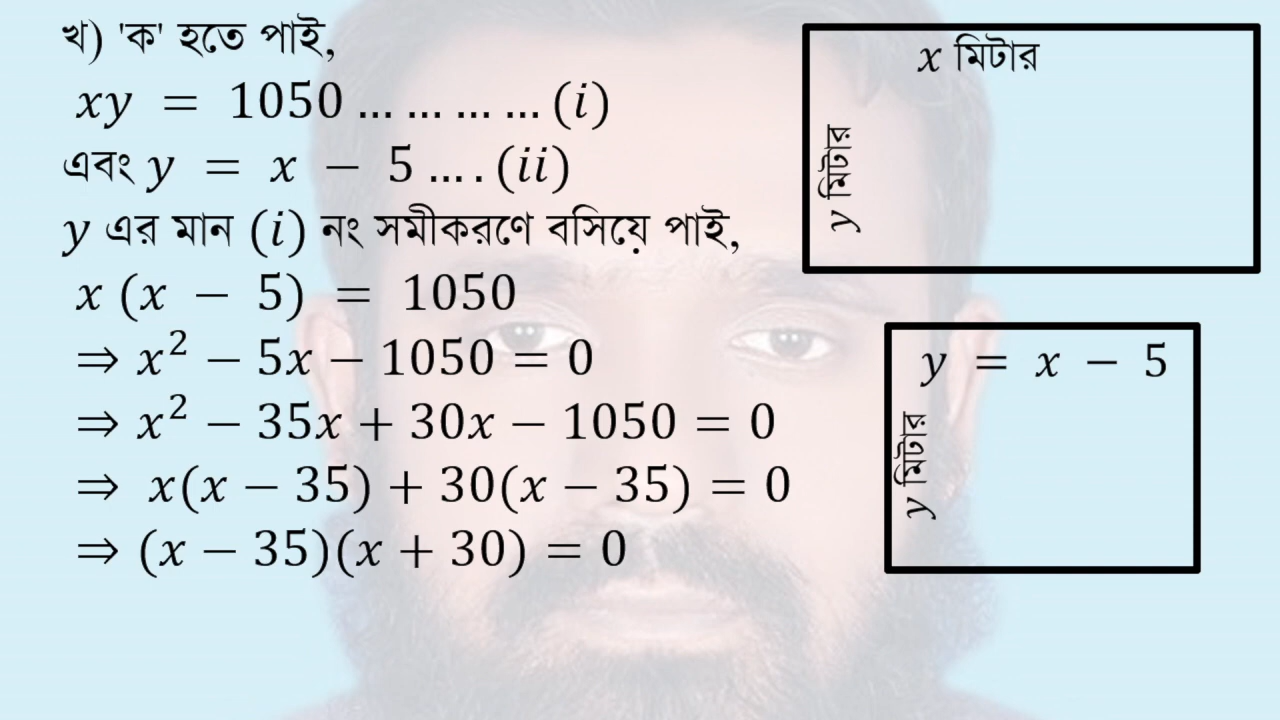 খ) 'ক' হতে পাই,
xy = 1050 ... ... ... ... (i)
এবং y = x − 5 ... . (ii)
y এর মান (i) নং সমীকরণে বসিয়ে পাই,
x (x − 5) = 1050
⇒ x² − 5x − 1050 = 0
⇒ x² − 35x + 30x − 1050 = 0
⇒ x(x − 35) + 30(x − 35) = 0
⇒ (x − 35)(x + 30) = 0
x মিটার
y মিটার
y = x − 5
y মিটার